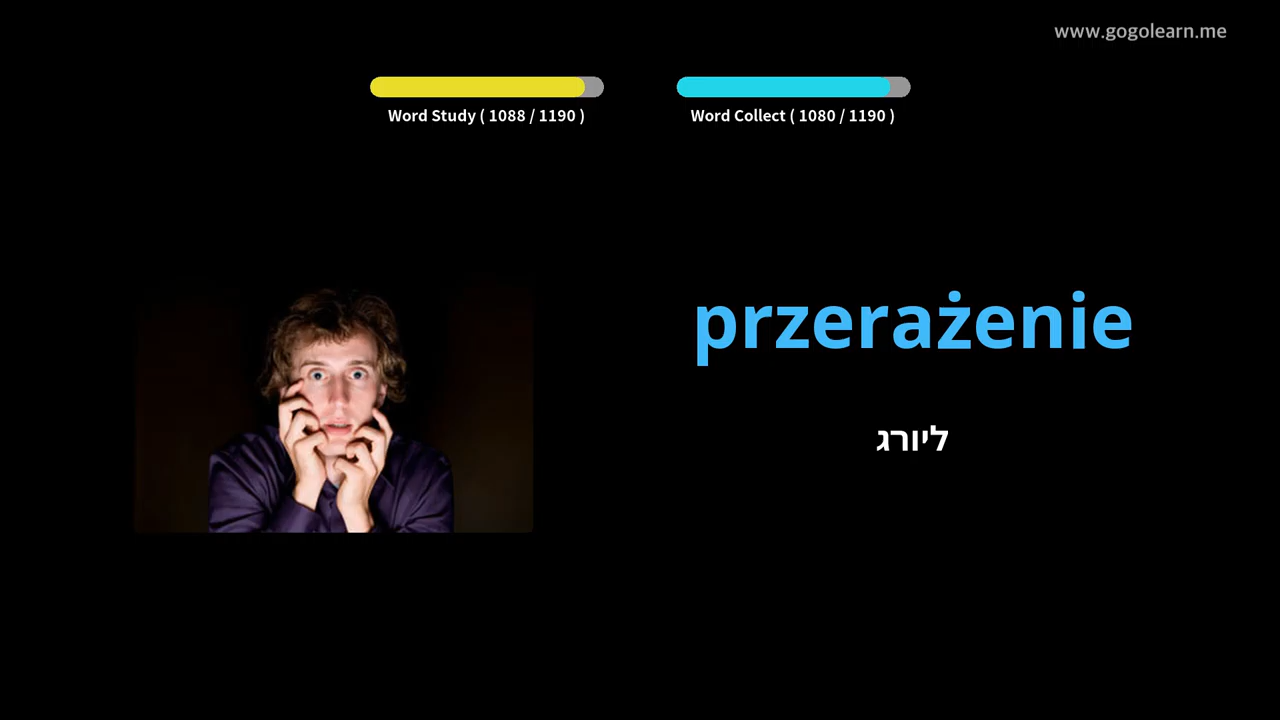 www.gogolearn.me
Word Study ( 1088 / 1190 )
Word Collect ( 1080 / 1190 )
przerażenie
ליורג